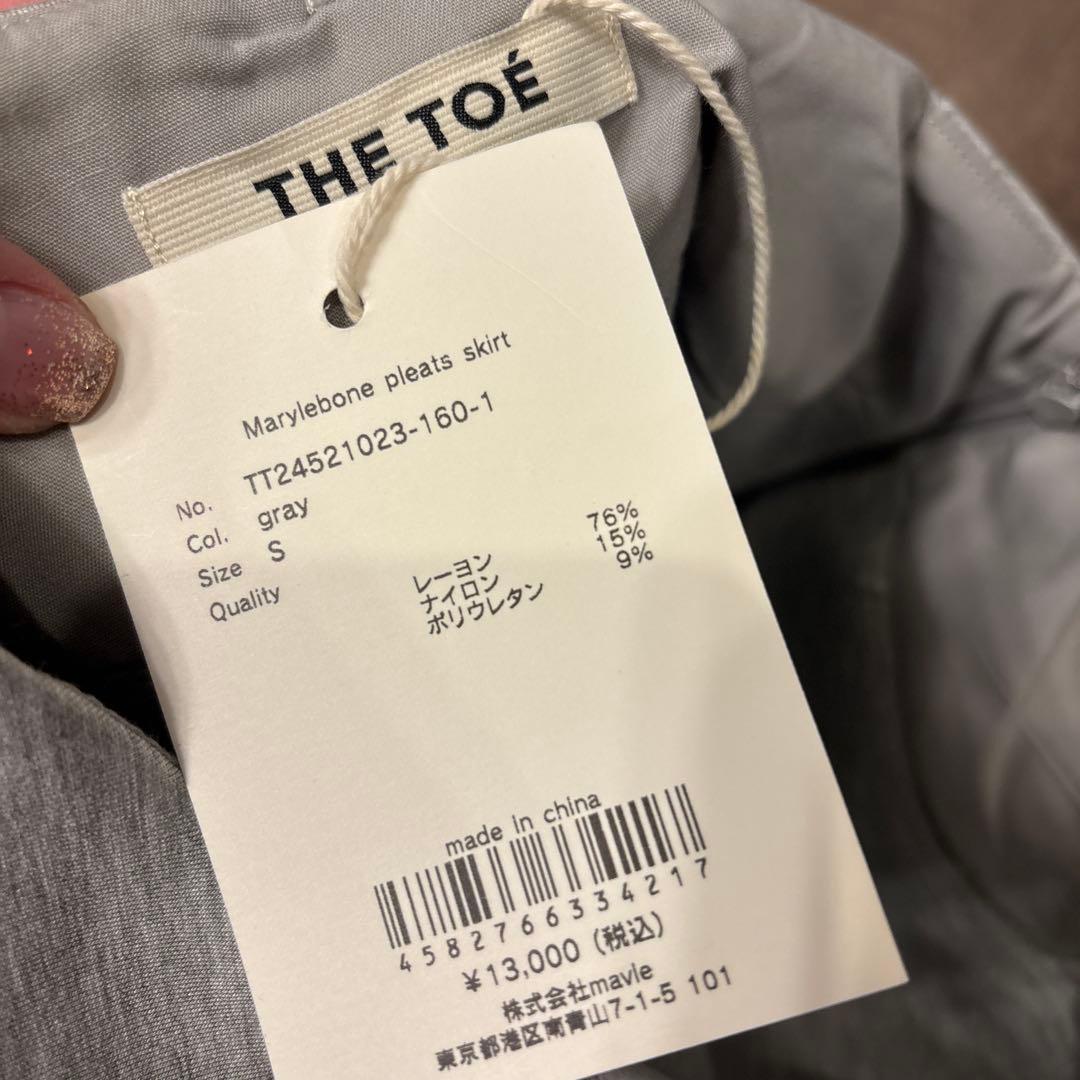 THE TOÉ
Marylebone pleats skirt
No. TT24521023-160-1
Col. gray
Size S
Quality レーヨン 76%
ナイロン 15%
ポリウレタン 9%
made in china
4582766334217
¥13,000 (税込)
株式会社mavie
東京都港区南青山7-1-5 101